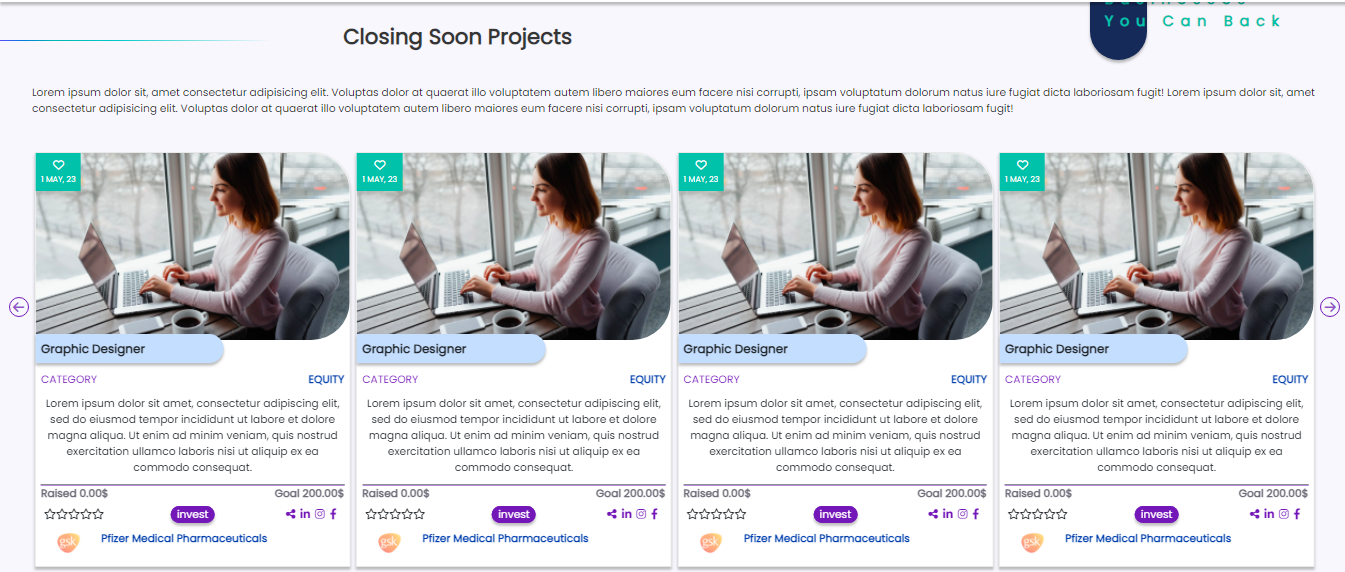 You Can Back
Closing Soon Projects
Lorem ipsum dolor sit, amet consectetur adipisicing elit. Voluptas dolor at quaerat illo voluptatem autem libero maiores eum facere nisi corrupti, ipsam voluptatum dolorum natus iure fugiat dicta laboriosam fugit! Lorem ipsum dolor sit, amet
consectetur adipisicing elit. Voluptas dolor at quaerat illo voluptatem autem libero maiores eum facere nisi corrupti, ipsam voluptatum dolorum natus iure fugiat dicta laboriosam fugit!
1 MAY, 23
Graphic Designer
CATEGORY EQUITY
Lorem ipsum dolor sit amet, consectetur adipiscing elit,
sed do eiusmod tempor incididunt ut labore et dolore
magna aliqua. Ut enim ad minim veniam, quis nostrud
exercitation ullamco laboris nisi ut aliquip ex ea
commodo consequat.
Raised 0.00$ Goal 200.00$
invest
gsk Pfizer Medical Pharmaceuticals
1 MAY, 23
Graphic Designer
CATEGORY EQUITY
Lorem ipsum dolor sit amet, consectetur adipiscing elit,
sed do eiusmod tempor incididunt ut labore et dolore
magna aliqua. Ut enim ad minim veniam, quis nostrud
exercitation ullamco laboris nisi ut aliquip ex ea
commodo consequat.
Raised 0.00$ Goal 200.00$
invest
gsk Pfizer Medical Pharmaceuticals
1 MAY, 23
Graphic Designer
CATEGORY EQUITY
Lorem ipsum dolor sit amet, consectetur adipiscing elit,
sed do eiusmod tempor incididunt ut labore et dolore
magna aliqua. Ut enim ad minim veniam, quis nostrud
exercitation ullamco laboris nisi ut aliquip ex ea
commodo consequat.
Raised 0.00$ Goal 200.00$
invest
gsk Pfizer Medical Pharmaceuticals
1 MAY, 23
Graphic Designer
CATEGORY EQUITY
Lorem ipsum dolor sit amet, consectetur adipiscing elit,
sed do eiusmod tempor incididunt ut labore et dolore
magna aliqua. Ut enim ad minim veniam, quis nostrud
exercitation ullamco laboris nisi ut aliquip ex ea
commodo consequat.
Raised 0.00$ Goal 200.00$
invest
gsk Pfizer Medical Pharmaceuticals